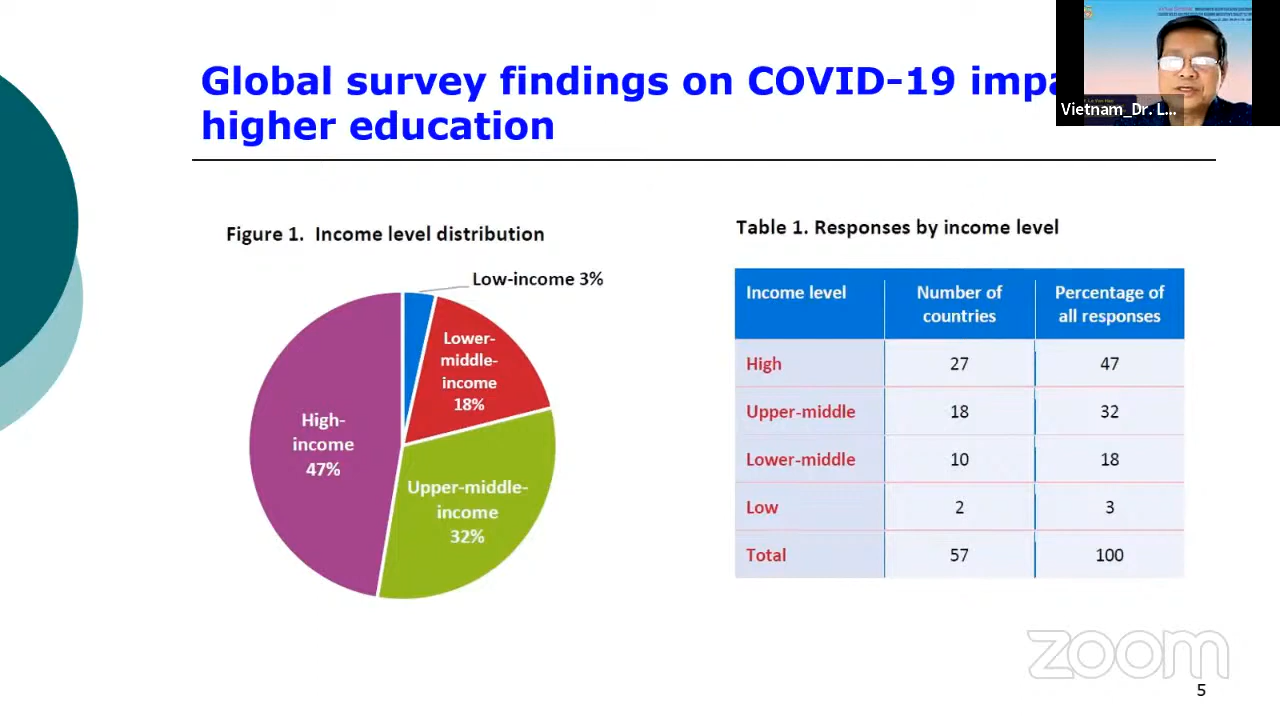 Global survey findings on COVID-19
higher education
Vietnam_Dr. L...
Figure 1. Income level distribution
Low-income 3%
Lower-
middle-
income
18%
High-
income
47%
Upper-middle-
income
32%
Table 1. Responses by income level
Income level Number of countries Percentage of all responses
High 27 47
Upper-middle 18 32
Lower-middle 10 18
Low 2 3
Total 57 100
zoom
5